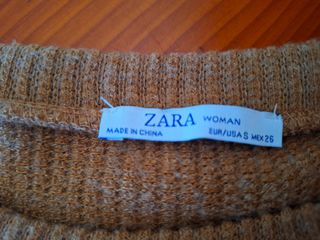 ZARA WOMAN
MADE IN CHINA EUR/USA S MEX 26